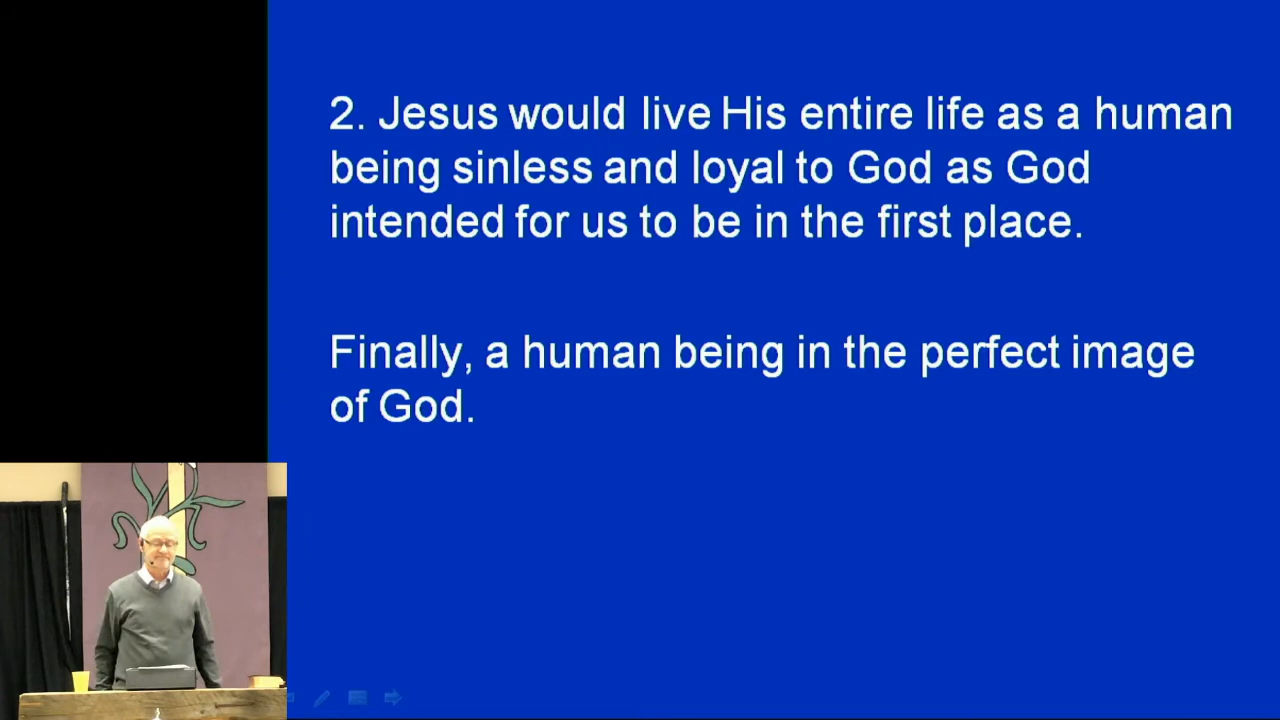 2. Jesus would live His entire life as a human
being sinless and loyal to God as God
intended for us to be in the first place.
Finally, a human being in the perfect image
of God.